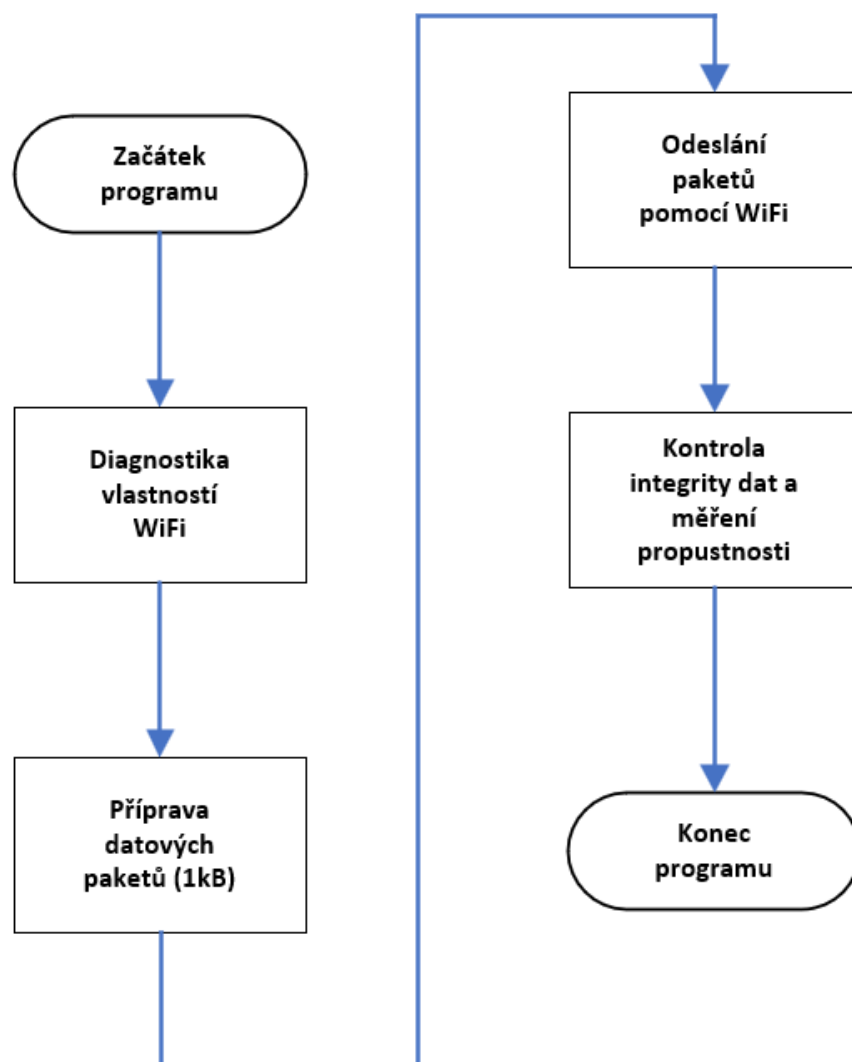 Začátek
programu
Diagnostika
vlastností
WiFi
Příprava
datových
paketů (1kB)
Odeslání
paketů
pomocí WiFi
Kontrola
integrity dat a
měření
propustnosti
Konec
programu